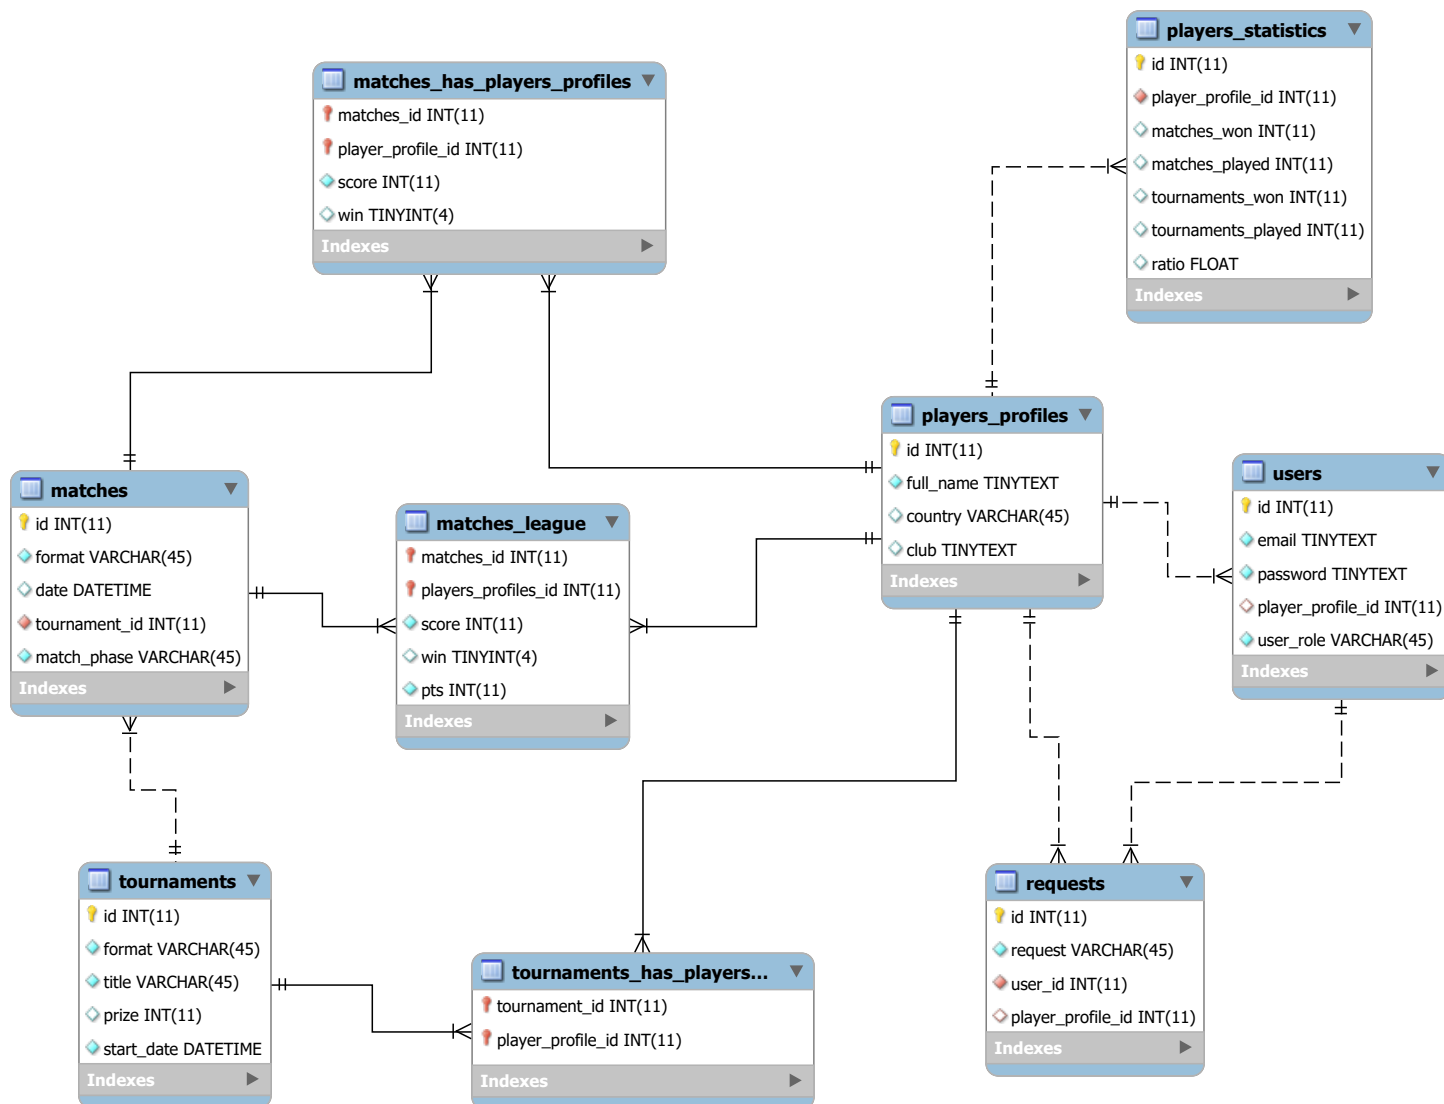 players_statistics
id INT(11)
player_profile_id INT(11)
matches_won INT(11)
matches_played INT(11)
tournaments_won INT(11)
tournaments_played INT(11)
ratio FLOAT
Indexes
matches_has_players_profiles
matches_id INT(11)
player_profile_id INT(11)
score INT(11)
win TINYINT(4)
Indexes
players_profiles
id INT(11)
full_name TINYTEXT
country VARCHAR(45)
club TINYTEXT
Indexes
users
id INT(11)
email TINYTEXT
password TINYTEXT
player_profile_id INT(11)
user_role VARCHAR(45)
Indexes
matches
id INT(11)
format VARCHAR(45)
date DATETIME
tournament_id INT(11)
match_phase VARCHAR(45)
Indexes
matches_league
matches_id INT(11)
players_profiles_id INT(11)
score INT(11)
win TINYINT(4)
pts INT(11)
Indexes
tournaments
id INT(11)
format VARCHAR(45)
title VARCHAR(45)
prize INT(11)
start_date DATETIME
Indexes
tournaments_has_players...
tournament_id INT(11)
player_profile_id INT(11)
Indexes
requests
id INT(11)
request VARCHAR(45)
user_id INT(11)
player_profile_id INT(11)
Indexes